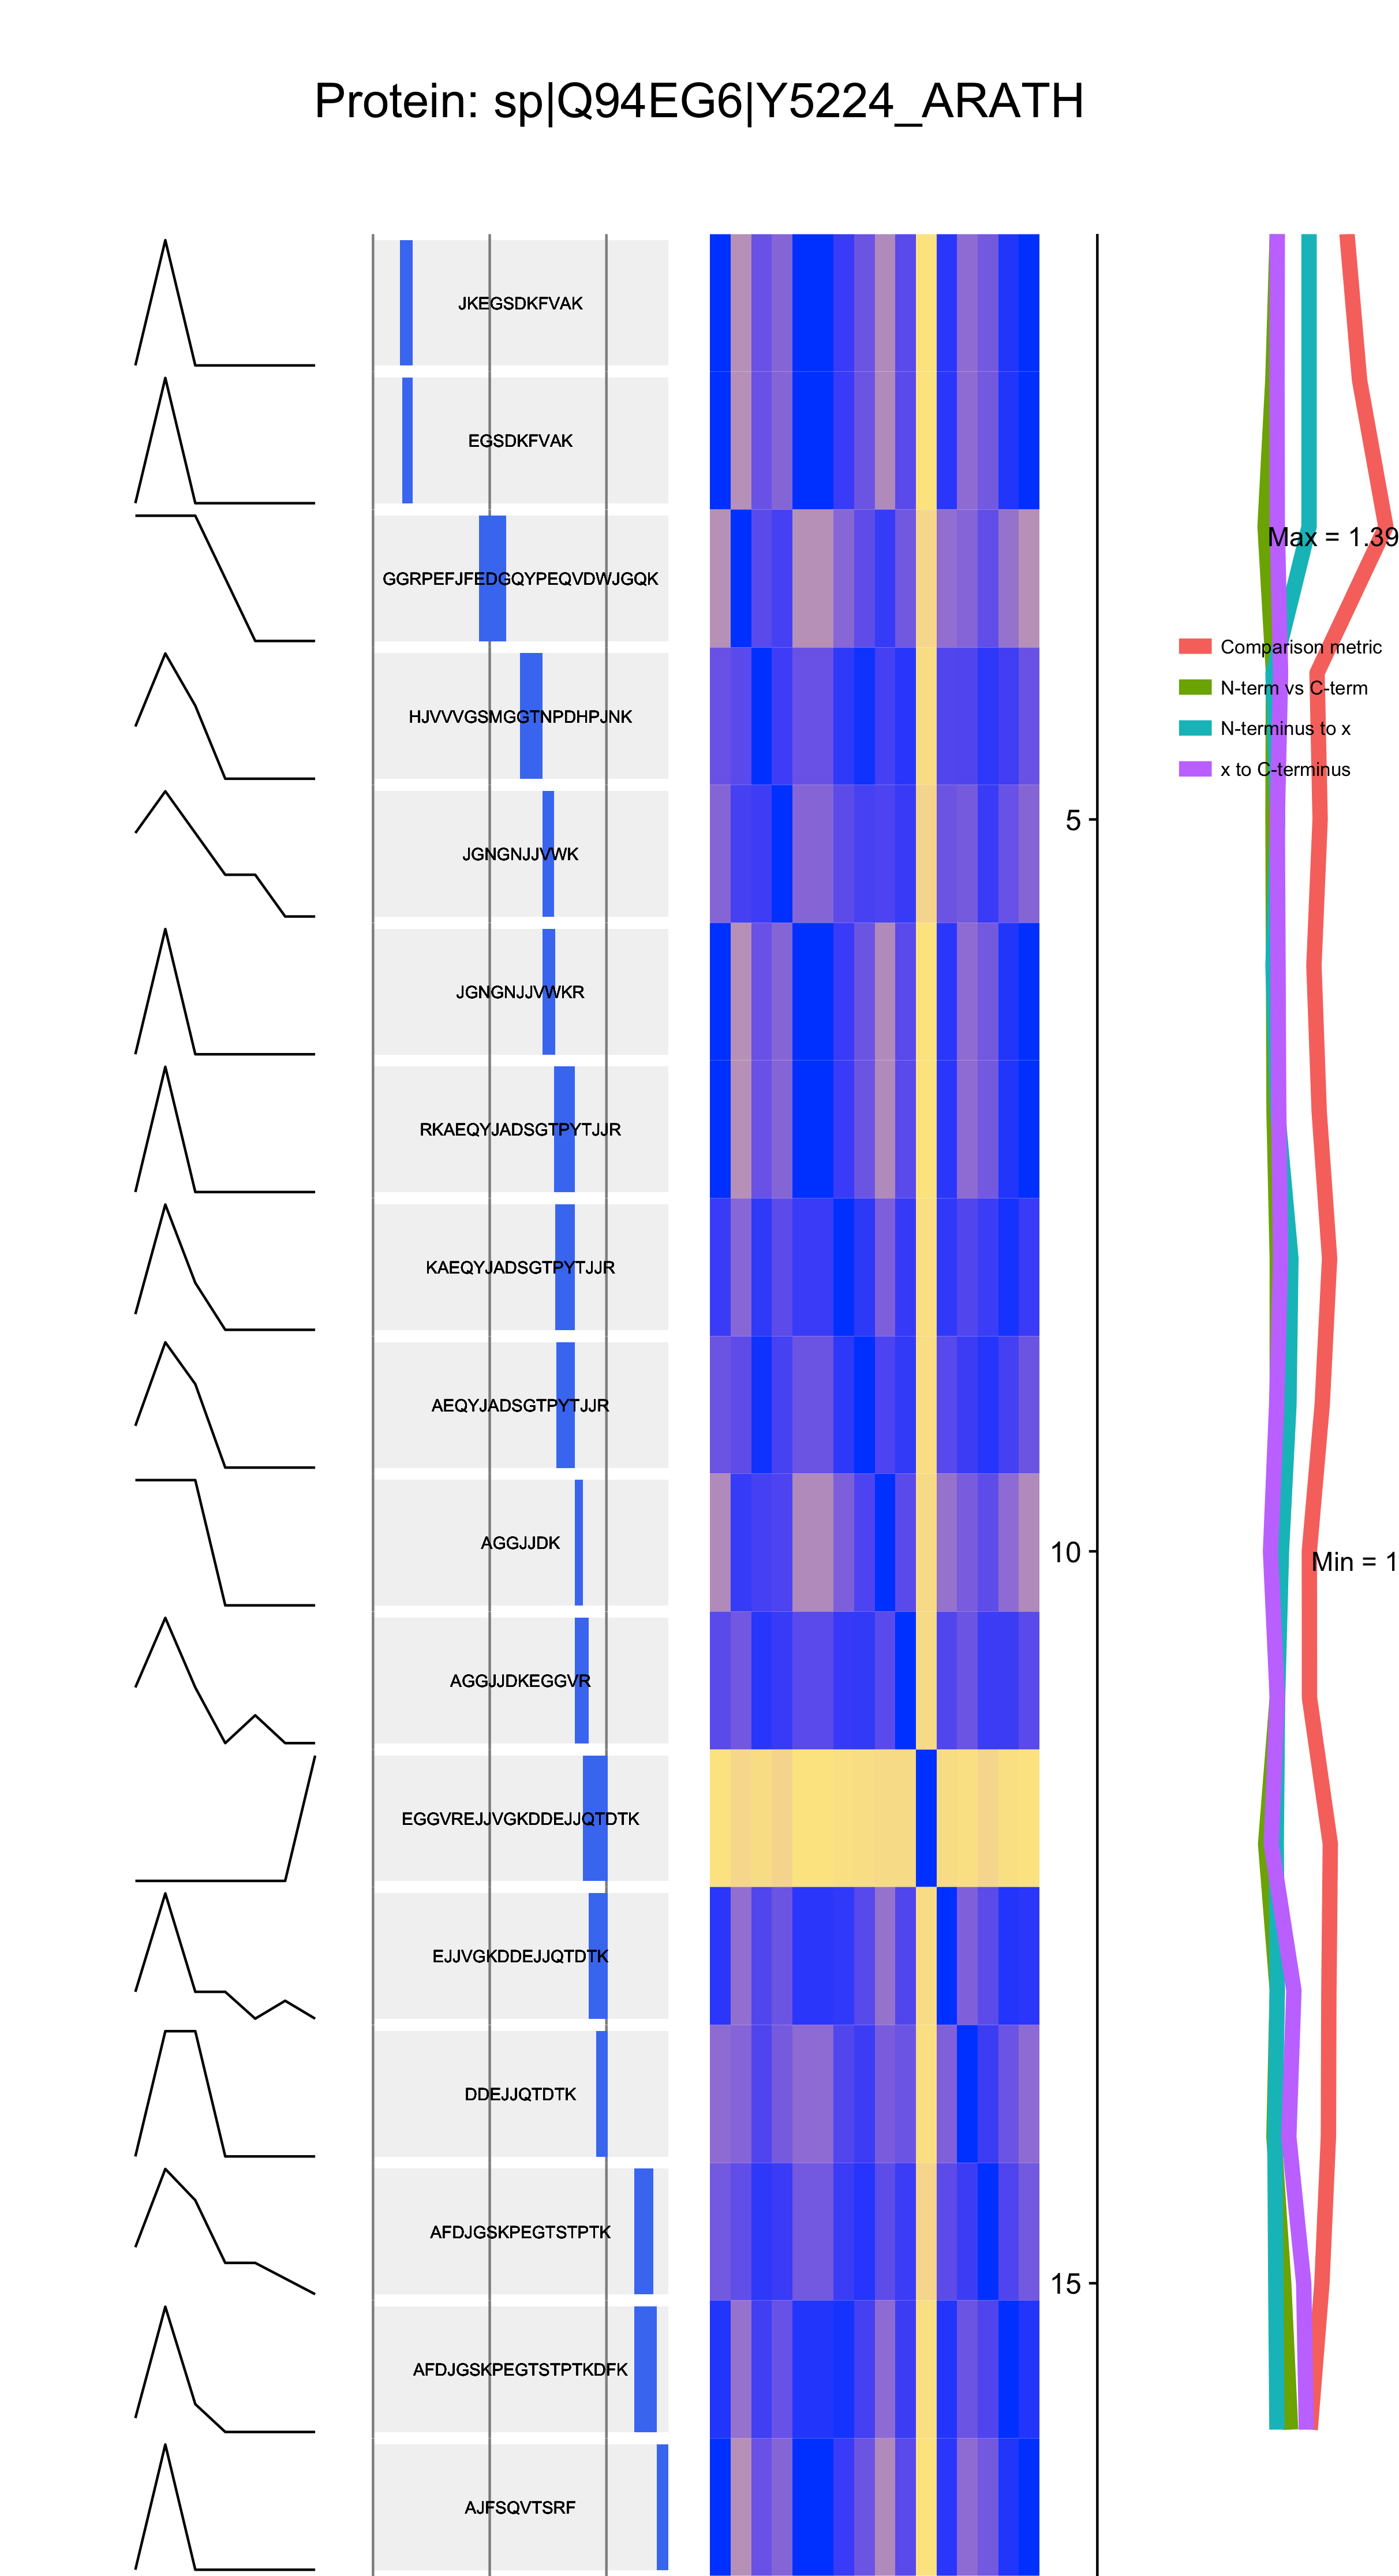 Protein: sp|Q94EG6|Y5224_ARATH
JKEGSDKFVAK
EGSDKFVAK
GGRPEFJFEDGQYPEQVDWJGQK
Max = 1.39
Comparison metric
N-term vs C-term
N-terminus to x
x to C-terminus
HJVVVGSMGGTNPDHPJNK
5
JGNGNJJVWK
JGNGNJJVWKR
RKAEQYJADSGTPYTJJR
KAEQYJADSGTPYTJJR
AEQYJADSGTPYTJJR
AGGJJDK
10
Min = 1
AGGJJDKEGGVR
EGGVREJJVGKDDEJJQTDTK
EJJVGKDDEJJQTDTK
DDEJJQTDTK
AFDJGSKPEGTSTPTK
15
AFDJGSKPEGTSTPTKDFK
AJFSQVTSRF